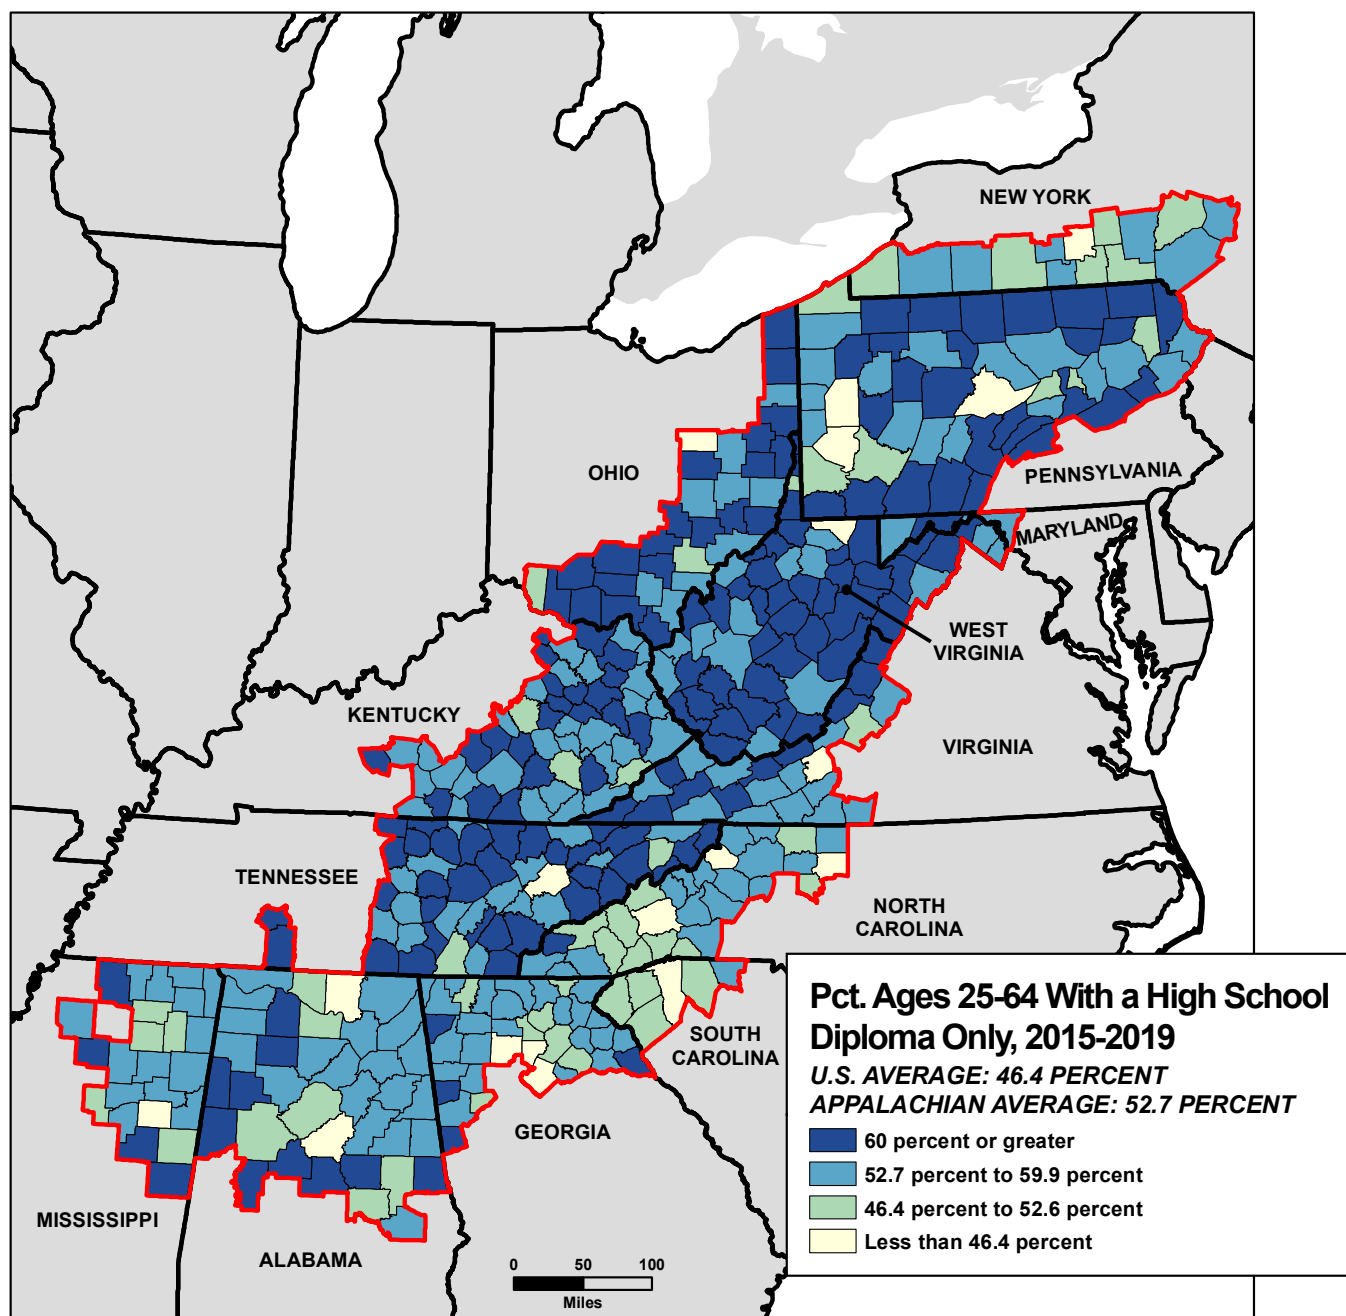 NEW YORK
OHIO
PENNSYLVANIA
MARYLAND
WEST
VIRGINIA
KENTUCKY
VIRGINIA
TENNESSEE
NORTH
CAROLINA
SOUTH
CAROLINA
GEORGIA
MISSISSIPPI
ALABAMA
0 50 100
Miles
Pct. Ages 25-64 With a High School
Diploma Only, 2015-2019
U.S. AVERAGE: 46.4 PERCENT
APPALACHIAN AVERAGE: 52.7 PERCENT
60 percent or greater
52.7 percent to 59.9 percent
46.4 percent to 52.6 percent
Less than 46.4 percent